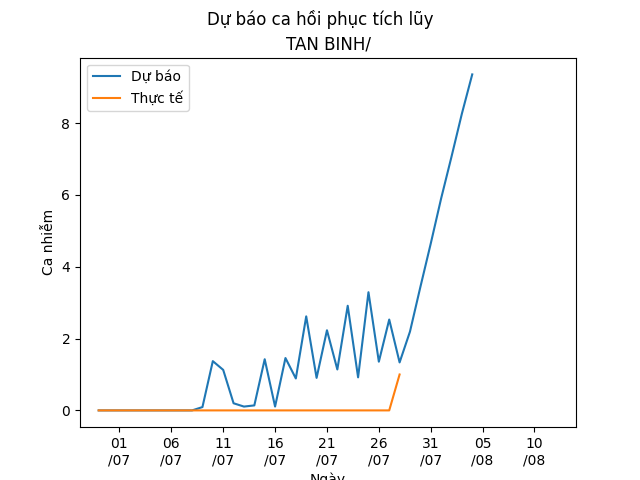 Dự báo ca hồi phục tích lũy
TAN BINH/
Dự báo
Thực tế
Ca nhiễm
8
6
4
2
0
01 06 11 16 21 26 31 05 10
/07 /07 /07 /07 /07 /07 /07 /08 /08
Ngày